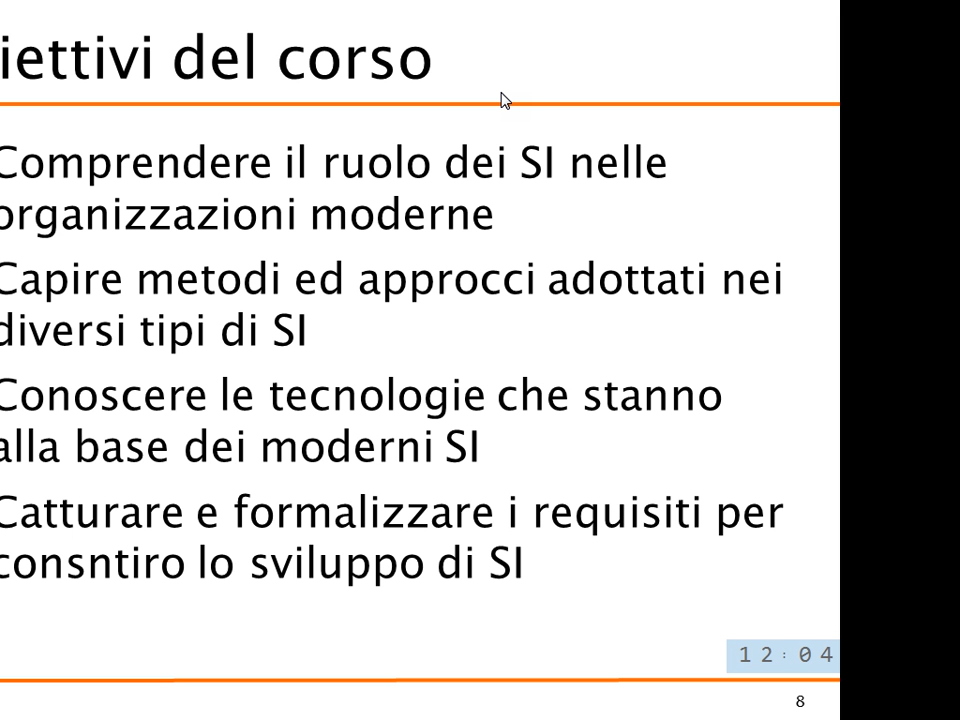 iettivi del corso
Comprendere il ruolo dei SI nelle
organizzazioni moderne
Capire metodi ed approcci adottati nei
diversi tipi di SI
Conoscere le tecnologie che stanno
alla base dei moderni SI
Catturare e formalizzare i requisiti per
consntiro lo sviluppo di SI
12:04
8